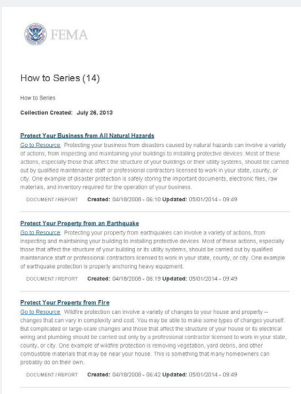 FEMA
How to Series (14)
How to Series
Collection Created: July 26, 2013
Protect Your Business from All Natural Hazards
Go to Resource Protecting your business from disasters caused by natural hazards can involve a variety
of actions, from inspecting and maintaining your buildings to installing protective devices. Most of these
actions, especially those that affect the structure of your buildings or their utility systems, should be carried
out by qualified maintenance staff or professional contractors licensed to work in your state, county, or
city. One example of disaster protection is safely storing the important documents, electronic files, raw
materials, and inventory required for the operation of your business.
DOCUMENT / REPORT Created: 04/18/2008 - 06:10 Updated: 05/01/2014 - 09:49
Protect Your Property from an Earthquake
Go to Resource Protecting your property from earthquakes can involve a variety of actions, from
inspecting and maintaining your building to installing protective devices. Most of these actions, especially
those that affect the structure of your building or its utility systems, should be carried out by qualified
maintenance staff or professional contractors licensed to work in your state, county, or city. One example
of earthquake protection is properly anchoring heavy equipment.
DOCUMENT / REPORT Created: 04/18/2008 - 06:19 Updated: 05/01/2014 - 09:49
Protect Your Property from Fire
Go to Resource Wildfire protection can involve a variety of changes to your house and property --
changes that can vary in complexity and cost. You may be able to make some types of changes yourself.
But complicated or large-scale changes and those that affect the structure of your house or its electrical
wiring and plumbing should be carried out only by a professional contractor licensed to work in your state,
county, or city. One example of wildfire protection is removing vegetation, yard debris, and other
combustible materials that may be near your house. This is something that many homeowners can
probably do on their own.
DOCUMENT / REPORT Created: 04/18/2008 - 06:42 Updated: 05/01/2014 - 09:49